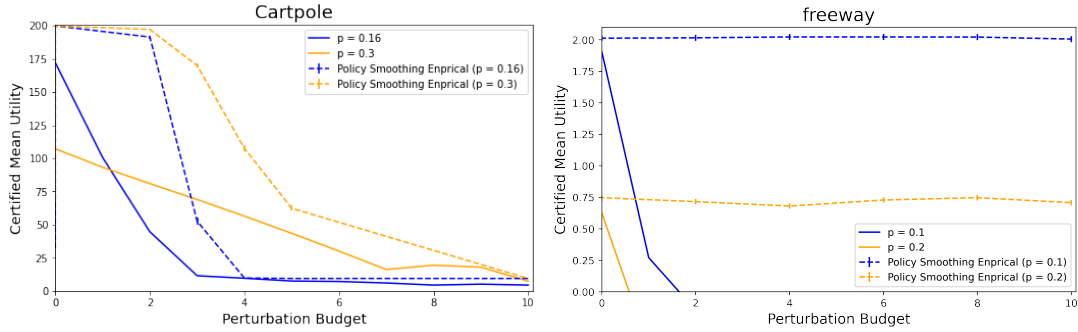 Cartpole
200
175
150
125
100
75
50
25
0
Certified Mean Utility
p = 0.16
p = 0.3
Policy Smoothing Enprical (p = 0.16)
Policy Smoothing Enprical (p = 0.3)
0 2 4 6 8 10
Perturbation Budget
freeway
2.00
1.75
1.50
1.25
1.00
0.75
0.50
0.25
0.00
Certified Mean Utility
p = 0.1
p = 0.2
Policy Smoothing Enprical (p = 0.1)
Policy Smoothing Enprical (p = 0.2)
0 2 4 6 8 10
Perturbation Budget